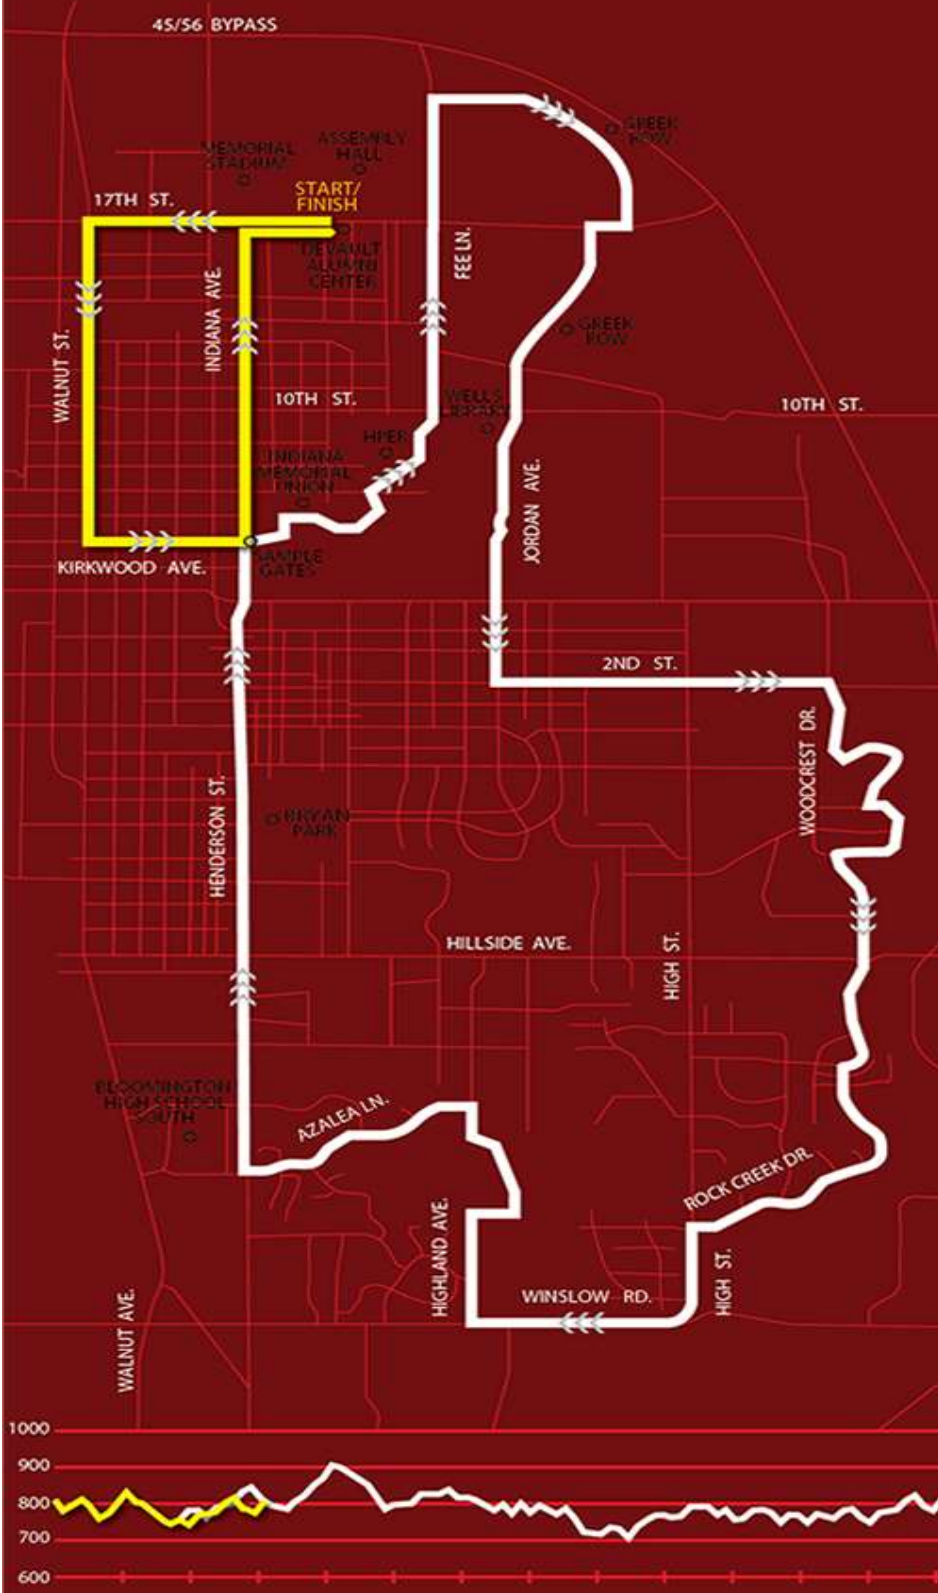 45/56 BYPASS
GREEK
ROW
ASSEMBLY
HALL
MEMORIAL
STADIUM
START/
FINISH
17TH ST.
DEVAULT
ALUMNI
CENTER
FEE LN.
INDIANA AVE.
WALNUT ST.
GREEK
ROW
10TH ST.
WELLS
LIBRARY
10TH ST.
HPER
INDIANA
MEMORIAL
UNION
JORDAN AVE.
SAMPLE
GATES
KIRKWOOD AVE.
2ND ST.
WOODCREST DR.
HENDERSON ST.
BRYAN
PARK
HILLSIDE AVE.
HIGH ST.
BLOOMINGTON
HIGH SCHOOL
SOUTH
AZALEA LN.
ROCK CREEK DR.
HIGHLAND AVE.
HIGH ST.
WINSLOW RD.
WALNUT AVE.
1000
900
800
700
600